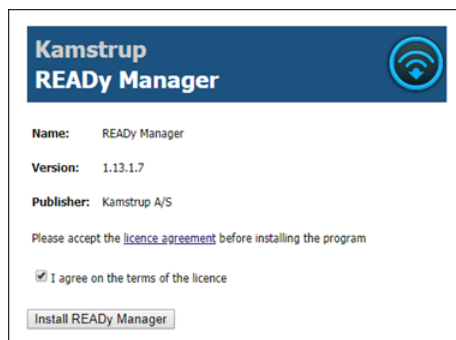 Kamstrup
READy Manager
Name: READy Manager
Version: 1.13.1.7
Publisher: Kamstrup A/S
Please accept the licence agreement before installing the program
I agree on the terms of the licence
Install READy Manager